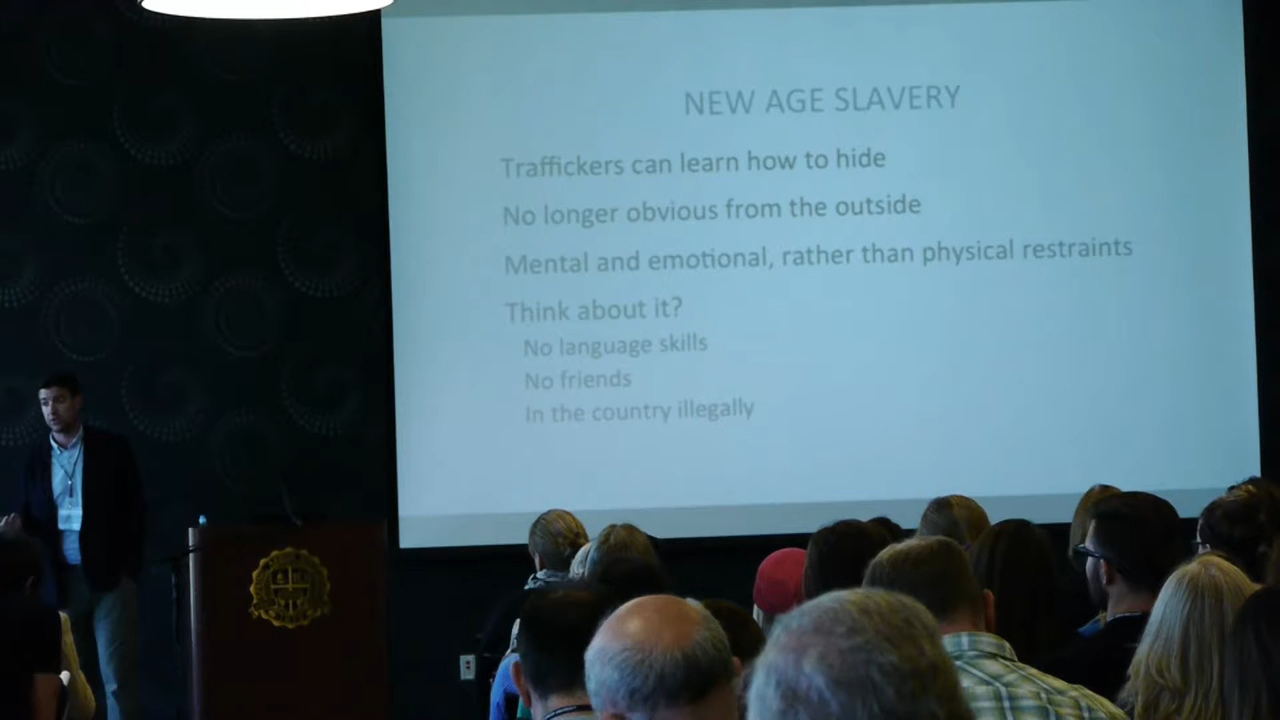 NEW AGE SLAVERY
Traffickers can learn how to hide
No longer obvious from the outside
Mental and emotional, rather than physical restraints
Think about it?
No language skills
No friends
In the country illegally